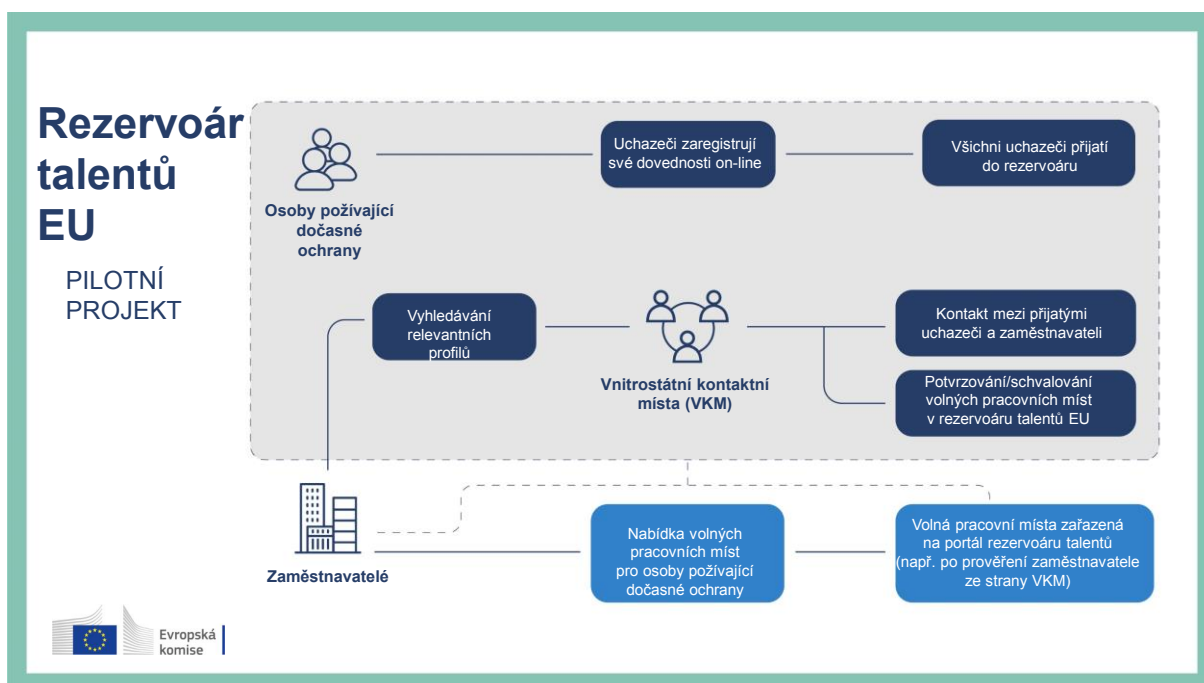 Rezervoár
talentů
EU
PILOTNÍ
PROJEKT
Osoby požívající
dočasné
ochrany
Uchazeči zaregistrují
své dovednosti on-line
Všichni uchazeči přijatí
do rezervoáru
Vyhledávání
relevantních
profilů
Vnitrostátní kontaktní
místa (VKM)
Kontakt mezi přijatými
uchazeči a zaměstnavateli
Potvrzování/schvalování
volných pracovních míst
v rezervoáru talentů EU
Zaměstnavatelé
Nabídka volných
pracovních míst
pro osoby požívající
dočasné ochrany
Volná pracovní místa zařazená
na portál rezervoáru talentů
(např. po prověření zaměstnavatele
ze strany VKM)
Evropská
komise